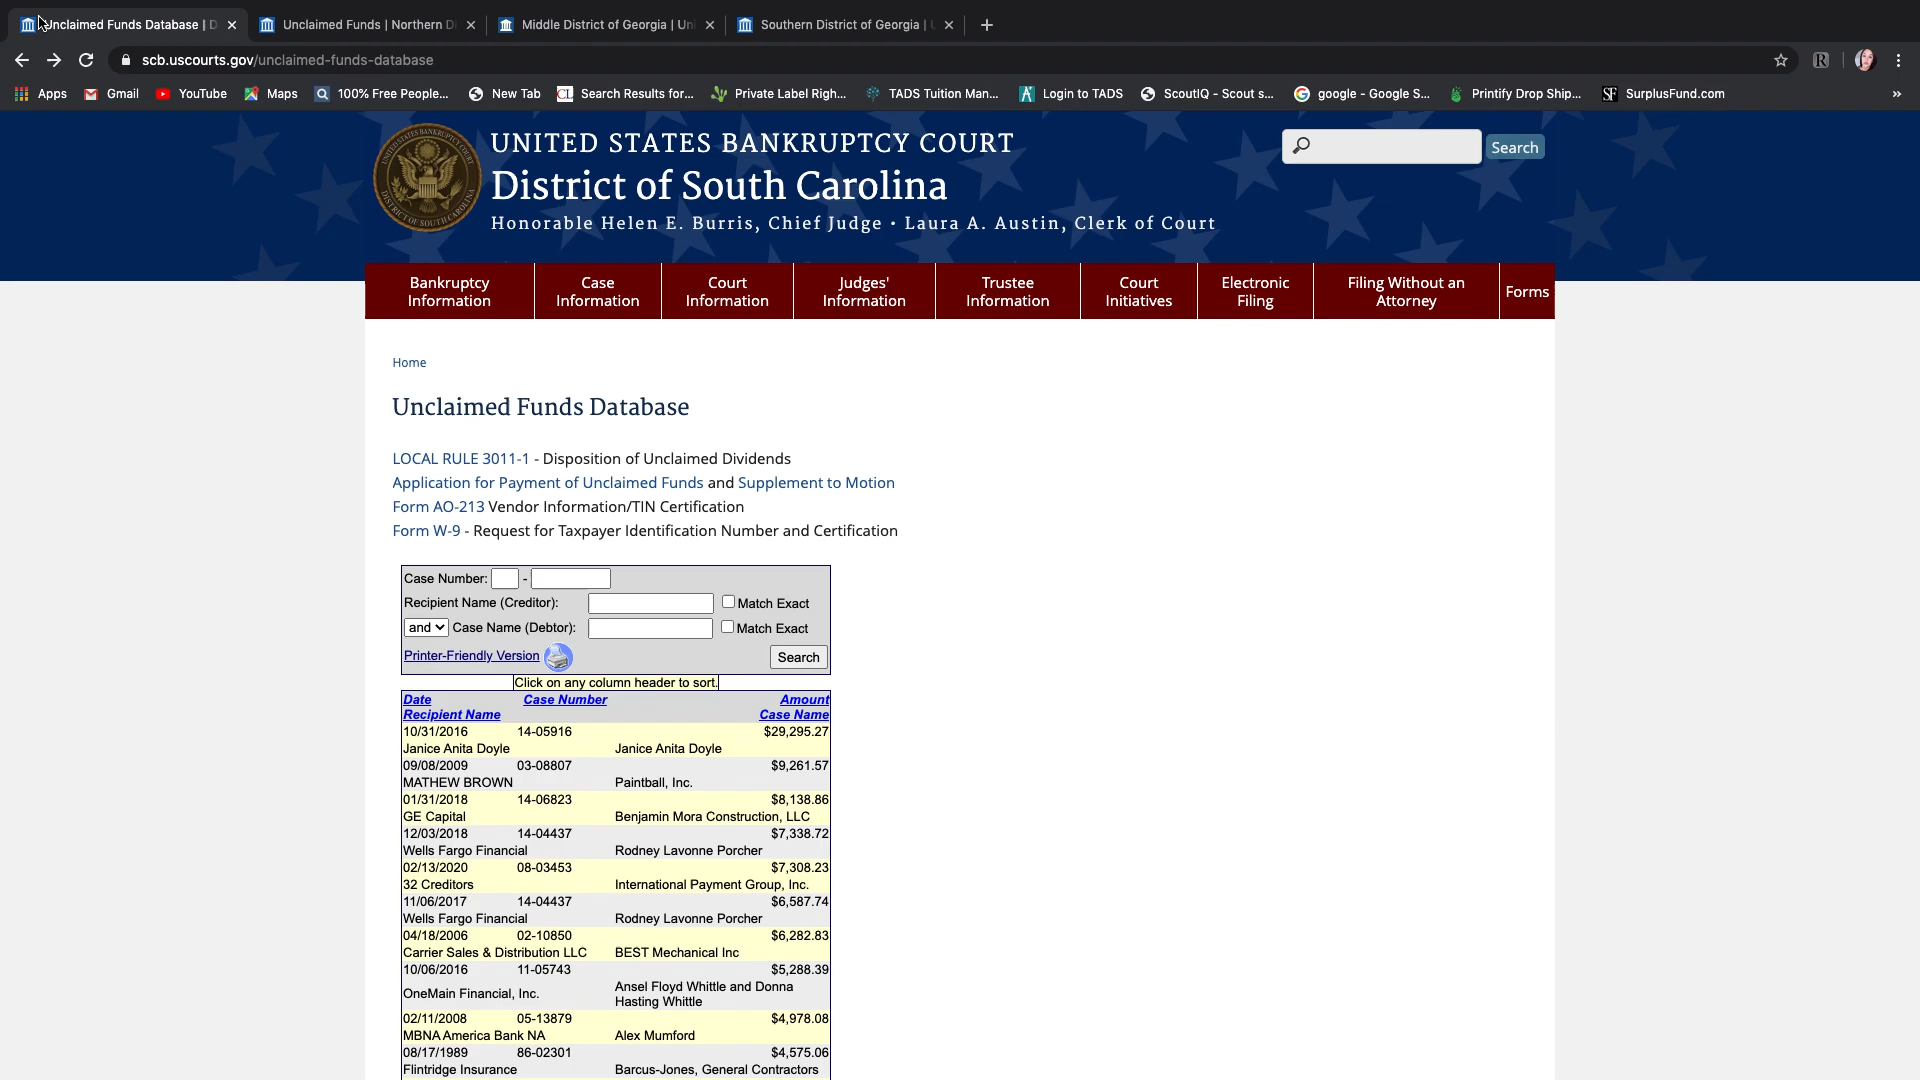 Unclaimed Funds Database | D
Unclaimed Funds | Northern Di
Middle District of Georgia | Uni
Southern District of Georgia | U
scb.uscourts.gov/unclaimed-funds-database
Apps
Gmail
YouTube
Maps
100% Free People...
New Tab
CL Search Results for...
Private Label Righ...
TADS Tuition Man...
Login to TADS
ScoutIQ - Scout s...
google - Google S...
Printify Drop Ship...
SF SurplusFund.com
»
UNITED STATES BANKRUPTCY COURT
District of South Carolina
Honorable Helen E. Burris, Chief Judge • Laura A. Austin, Clerk of Court
Search
Bankruptcy Information
Case Information
Court Information
Judges' Information
Trustee Information
Court Initiatives
Electronic Filing
Filing Without an Attorney
Forms
Home
Unclaimed Funds Database
LOCAL RULE 3011-1 - Disposition of Unclaimed Dividends
Application for Payment of Unclaimed Funds and Supplement to Motion
Form AO-213 Vendor Information/TIN Certification
Form W-9 - Request for Taxpayer Identification Number and Certification
Case Number: -
Recipient Name (Creditor): Match Exact
and Case Name (Debtor): Match Exact
Printer-Friendly Version Search
Click on any column header to sort.
Date Case Number Amount
Recipient Name Case Name
10/31/2016 14-05916 $29,295.27
Janice Anita Doyle Janice Anita Doyle
09/08/2009 03-08807 $9,261.57
MATHEW BROWN Paintball, Inc.
01/31/2018 14-06823 $8,138.86
GE Capital Benjamin Mora Construction, LLC
12/03/2018 14-04437 $7,338.72
Wells Fargo Financial Rodney Lavonne Porcher
02/13/2020 08-03453 $7,308.23
32 Creditors International Payment Group, Inc.
11/06/2017 14-04437 $6,587.74
Wells Fargo Financial Rodney Lavonne Porcher
04/18/2006 02-10850 $6,282.83
Carrier Sales & Distribution LLC BEST Mechanical Inc
10/06/2016 11-05743 $5,288.39
OneMain Financial, Inc. Ansel Floyd Whittle and Donna
Hasting Whittle
02/11/2008 05-13879 $4,978.08
MBNA America Bank NA Alex Mumford
08/17/1989 86-02301 $4,575.06
Flintridge Insurance Barcus-Jones, General Contractors